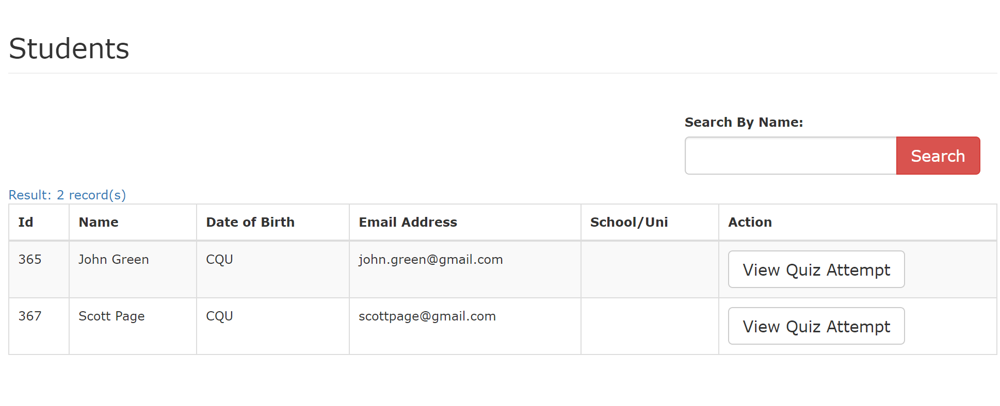 Students
Search By Name:
Search
Result: 2 record(s)
Id Name Date of Birth Email Address School/Uni Action
365 John Green CQU john.green@gmail.com View Quiz Attempt
367 Scott Page CQU scottpage@gmail.com View Quiz Attempt